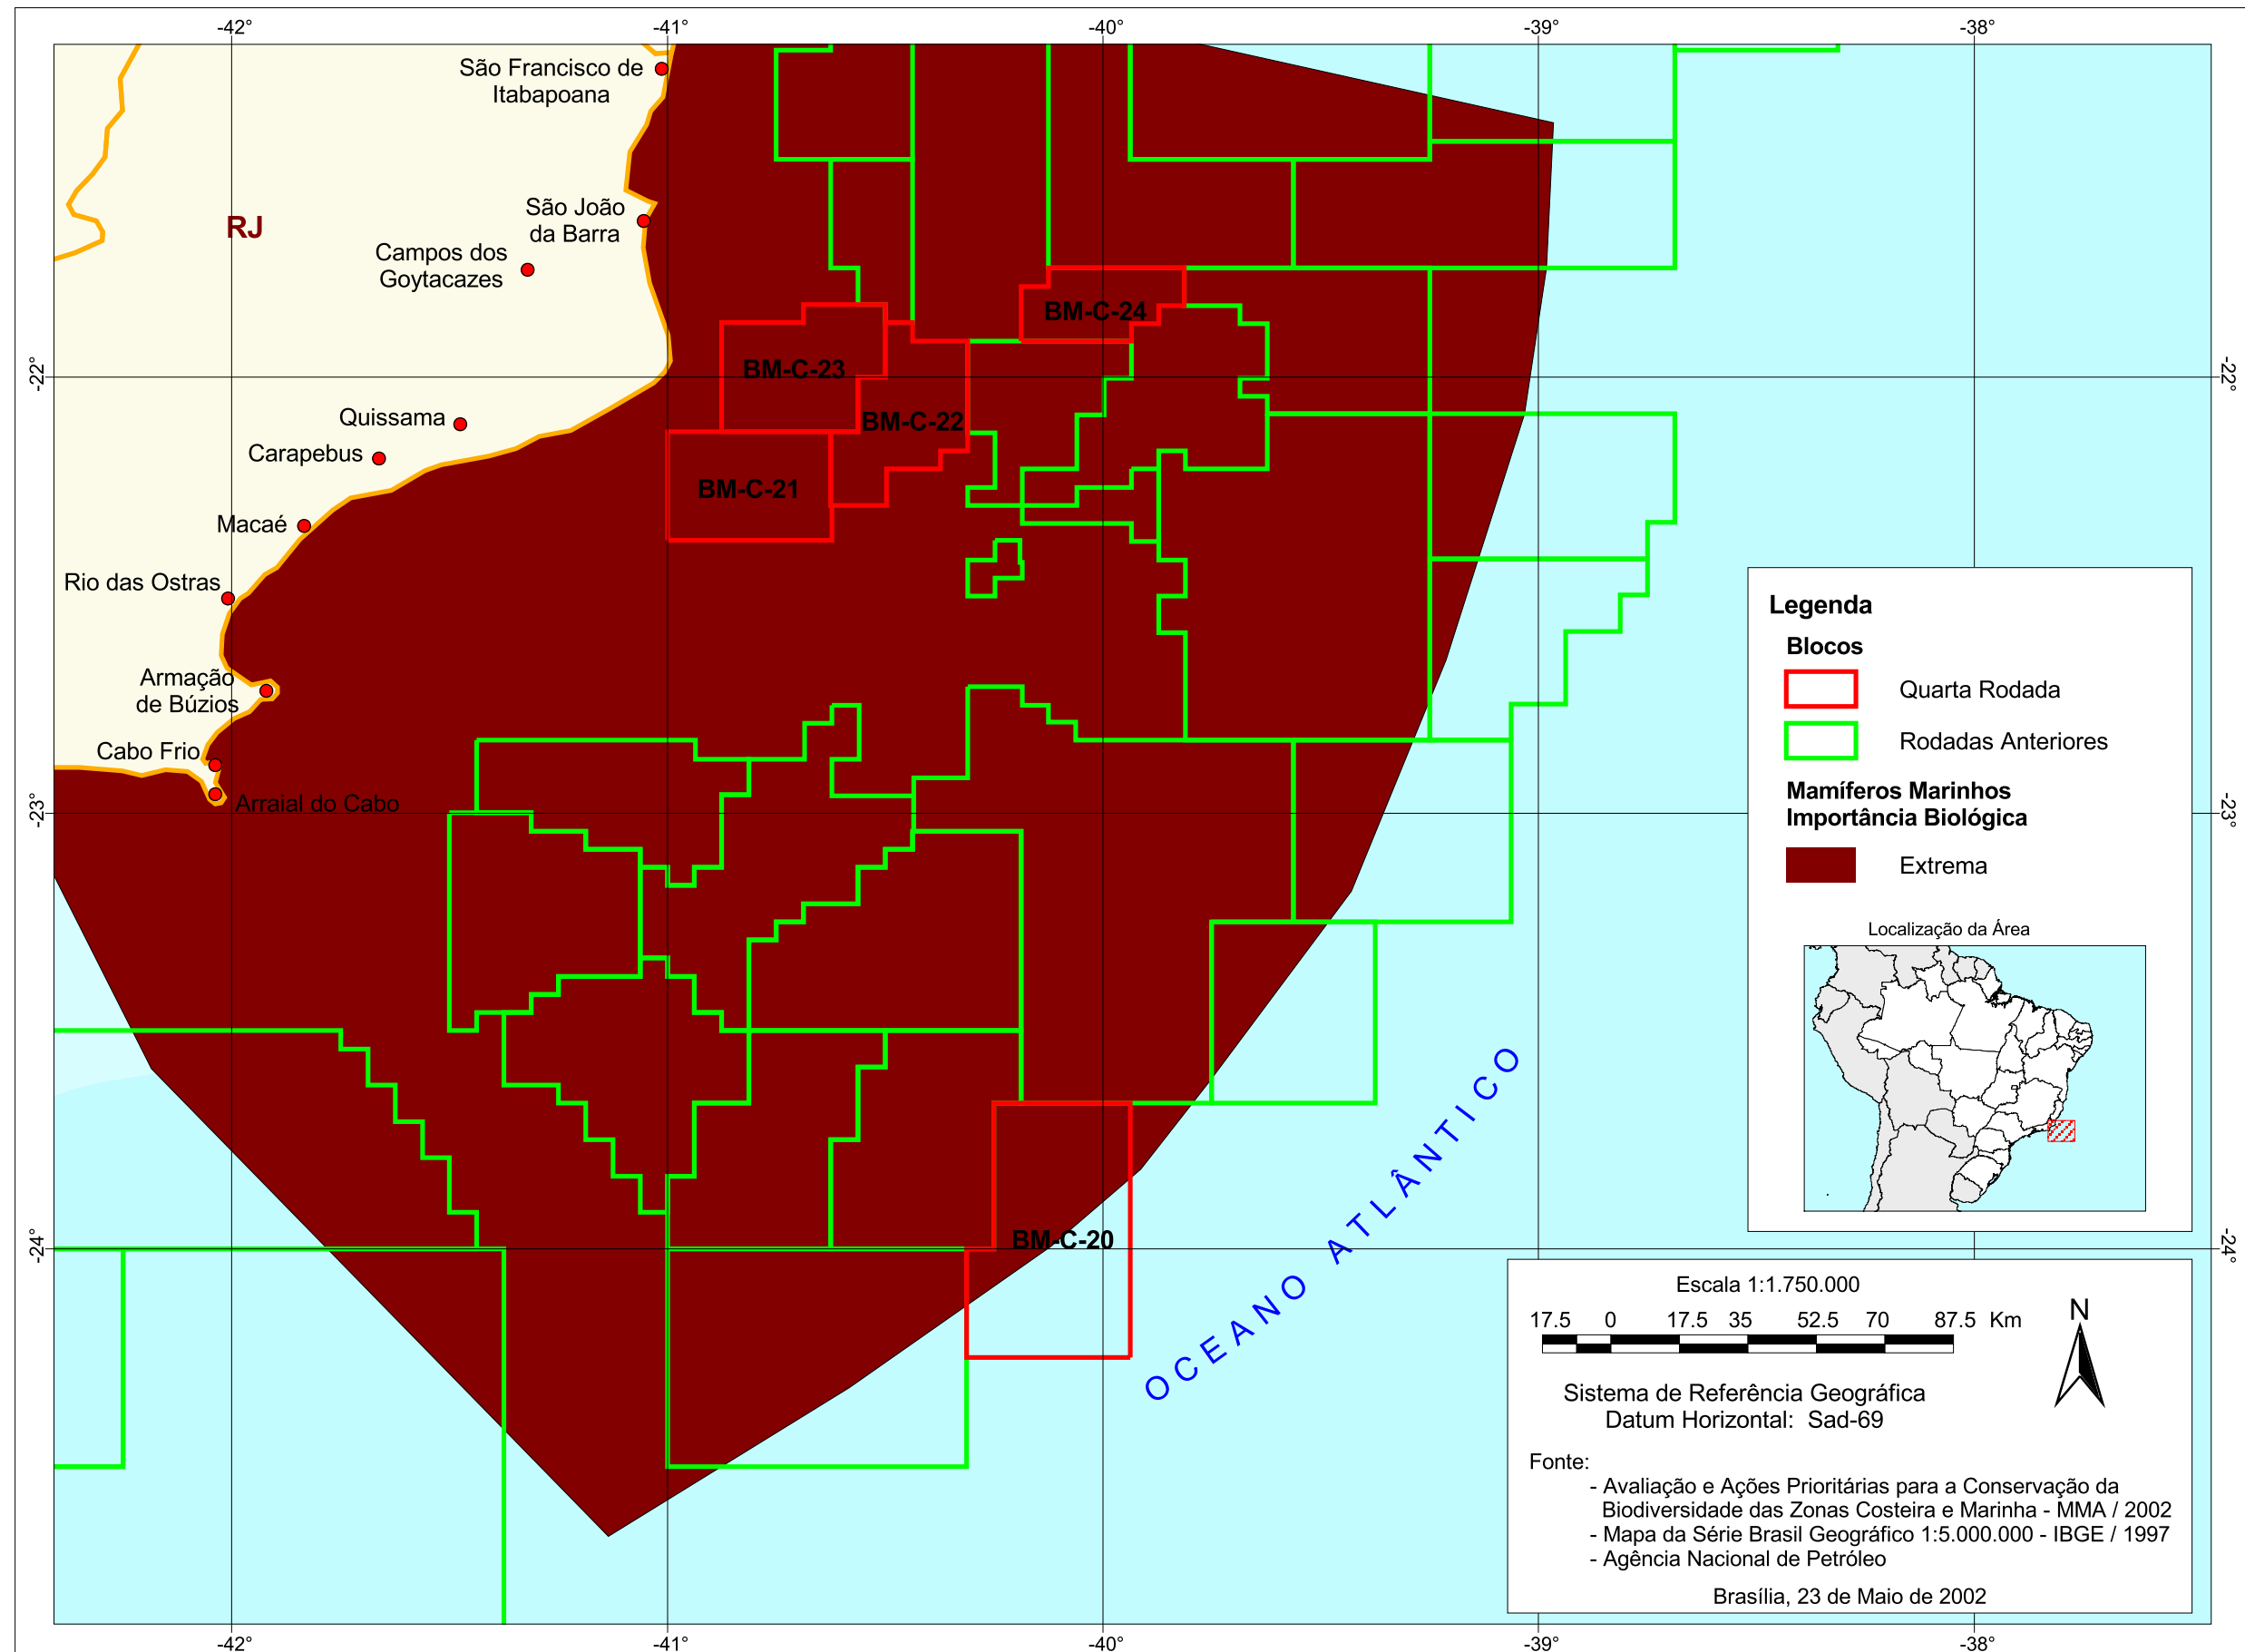 -42°
-41°
-40°
-39°
-38°
São Francisco de
Itabapoana
São João
da Barra
RJ
Campos dos
Goytacazes
BM-C-24
BM-C-23
-22°
-22°
BM-C-22
Quissama
Carapebus
BM-C-21
Macaé
Rio das Ostras
Armação
de Búzios
Cabo Frio
Arraial do Cabo
-23°
-23°
Legenda
Blocos
Quarta Rodada
Rodadas Anteriores
Mamíferos Marinhos
Importância Biológica
Extrema
Localização da Área
OCEANO ATLÂNTICO
BM-C-20
-24°
-24°
Escala 1:1.750.000
17.5 0 17.5 35 52.5 70 87.5 Km
N
Sistema de Referência Geográfica
Datum Horizontal: Sad-69
Fonte:
- Avaliação e Ações Prioritárias para a Conservação da
Biodiversidade das Zonas Costeira e Marinha - MMA / 2002
- Mapa da Série Brasil Geográfico 1:5.000.000 - IBGE / 1997
- Agência Nacional de Petróleo
Brasília, 23 de Maio de 2002
-42°
-41°
-40°
-39°
-38°